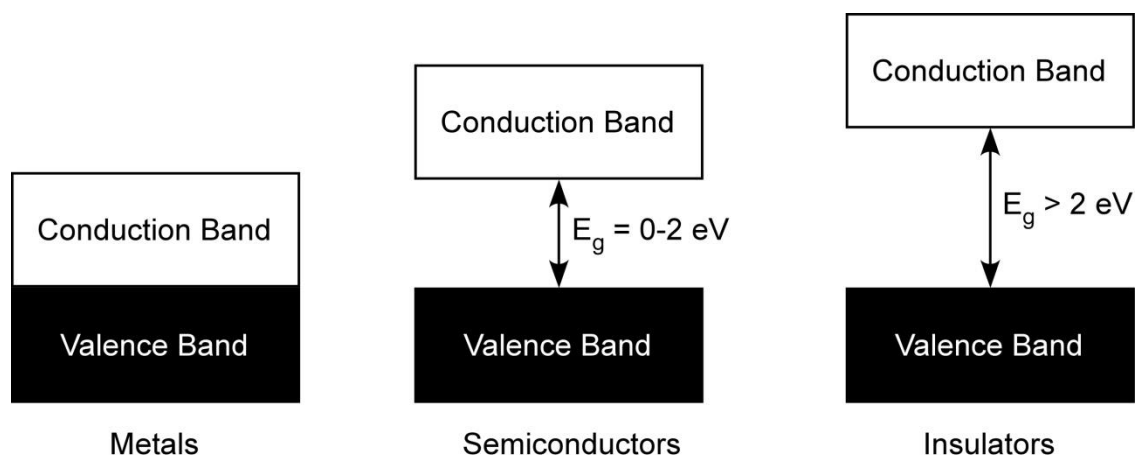 Conduction Band
Valence Band
Metals
Conduction Band
E_g = 0-2 eV
Valence Band
Semiconductors
Conduction Band
E_g > 2 eV
Valence Band
Insulators